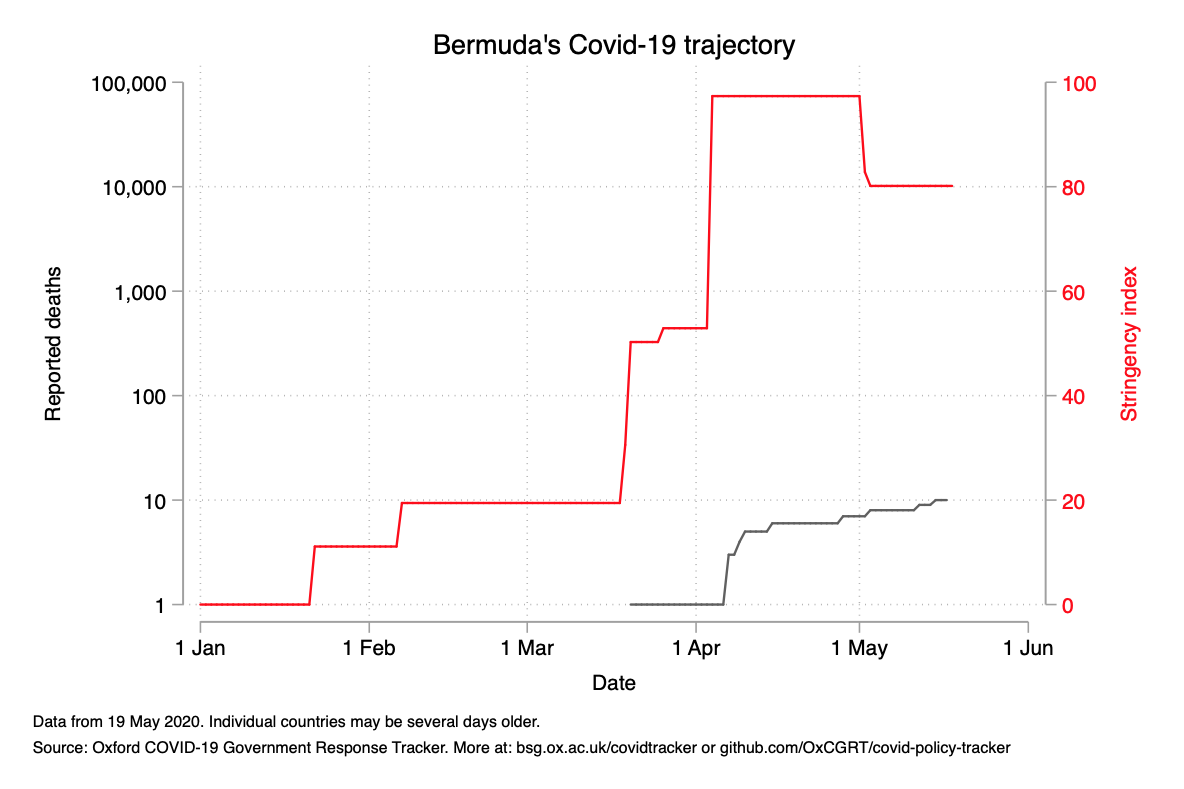 Bermuda's Covid-19 trajectory
100,000
10,000
1,000
100
10
1
Reported deaths
100
80
60
40
20
0
Stringency index
1 Jan
1 Feb
1 Mar
1 Apr
1 May
1 Jun
Date
Data from 19 May 2020. Individual countries may be several days older.
Source: Oxford COVID-19 Government Response Tracker. More at: bsg.ox.ac.uk/covidtracker or github.com/OxCGRT/covid-policy-tracker